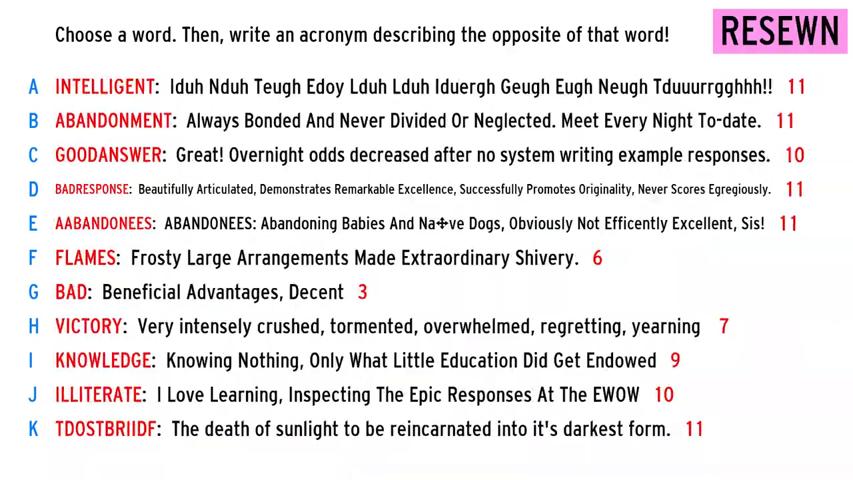 Choose a word. Then, write an acronym describing the opposite of that word!
RESEWN
A INTELLIGENT: Iduh Nduh Teugh Edoy Lduh Lduh Iduergh Geugh Eugh Neugh Tduuurrgghhh!! 11
B ABANDONMENT: Always Bonded And Never Divided Or Neglected. Meet Every Night To-date. 11
C GOODANSWER: Great! Overnight odds decreased after no system writing example responses. 10
D BADRESPONSE: Beautifully Articulated, Demonstrates Remarkable Excellence, Successfully Promotes Originality, Never Scores Egregiously. 11
E AABANDONEES: ABANDONEES: Abandoning Babies And Na✢ve Dogs, Obviously Not Efficently Excellent, Sis! 11
F FLAMES: Frosty Large Arrangements Made Extraordinary Shivery. 6
G BAD: Beneficial Advantages, Decent 3
H VICTORY: Very intensely crushed, tormented, overwhelmed, regretting, yearning 7
I KNOWLEDGE: Knowing Nothing, Only What Little Education Did Get Endowed 9
J ILLITERATE: I Love Learning, Inspecting The Epic Responses At The EWOW 10
K TDOSTBRIIDF: The death of sunlight to be reincarnated into it's darkest form. 11